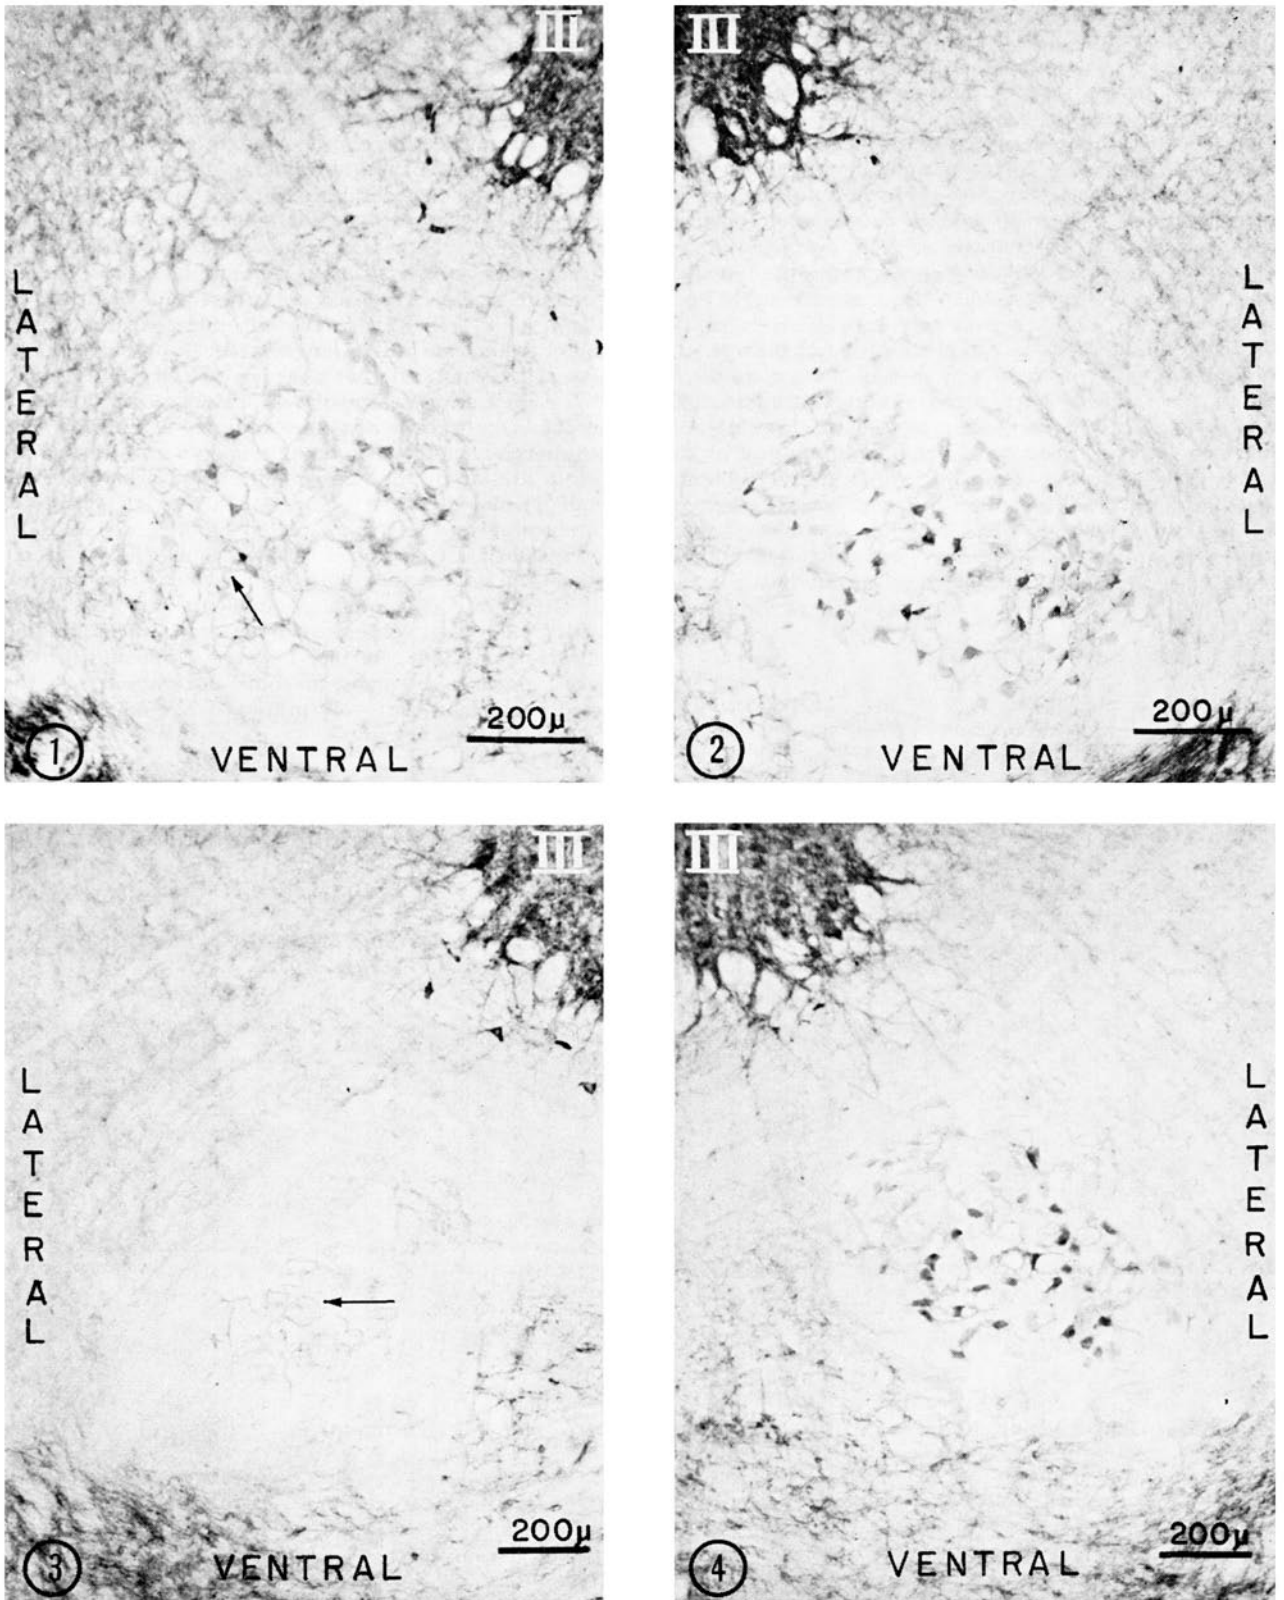 III
LATERAL
200μ
1
VENTRAL
III
LATERAL
200μ
2
VENTRAL
III
LATERAL
200μ
3
VENTRAL
III
LATERAL
200μ
4
VENTRAL